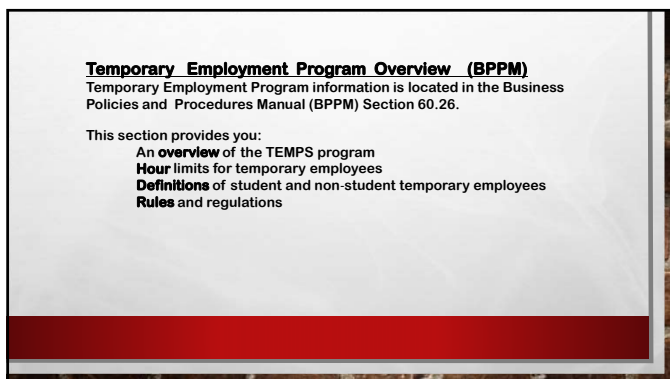 Temporary Employment Program Overview (BPPM)
Temporary Employment Program information is located in the Business
Policies and Procedures Manual (BPPM) Section 60.26.
This section provides you:
An overview of the TEMPS program
Hour limits for temporary employees
Definitions of student and non-student temporary employees
Rules and regulations